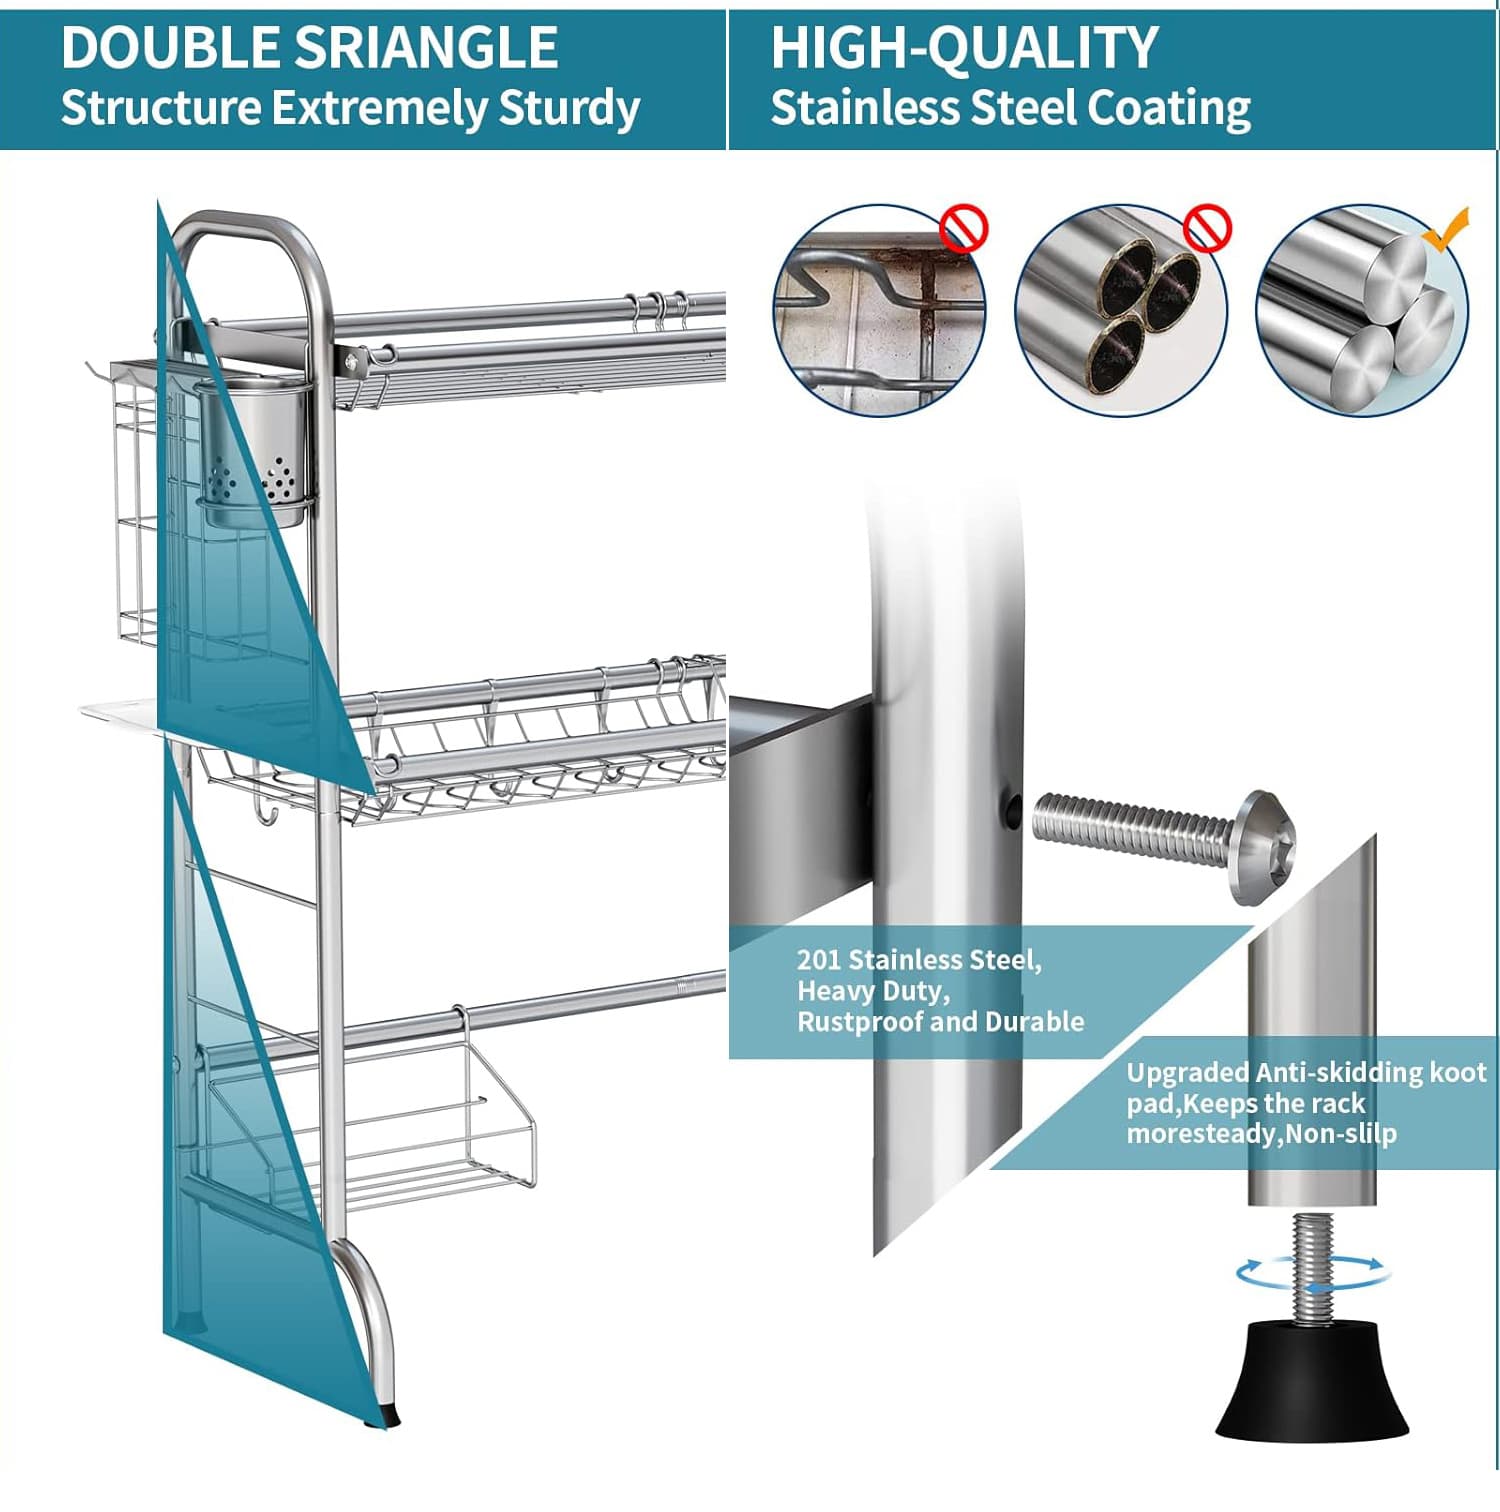 DOUBLE SRIANGLE
Structure Extremely Sturdy
HIGH-QUALITY
Stainless Steel Coating
201 Stainless Steel,
Heavy Duty,
Rustproof and Durable
Upgraded Anti-skidding koot
pad,Keeps the rack
moresteady,Non-slilp